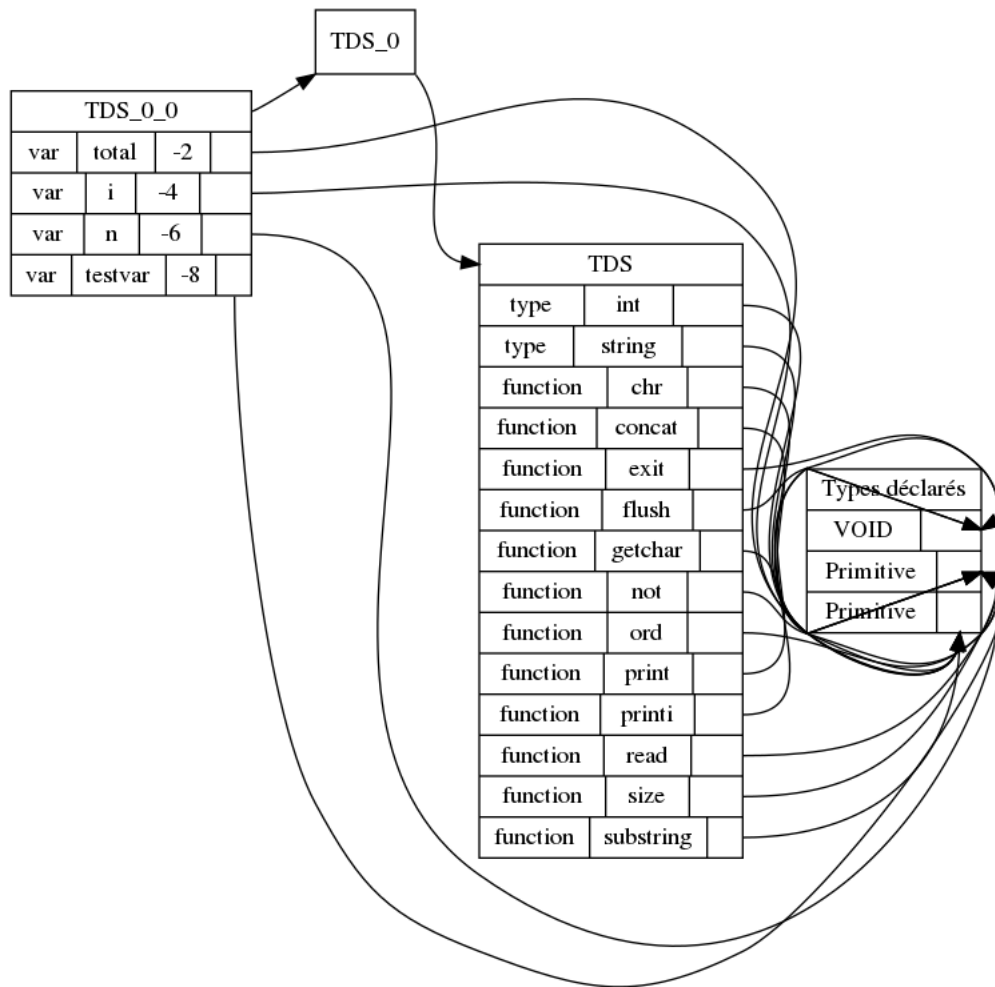 TDS_0
TDS_0_0
var total -2
var i -4
var n -6
var testvar -8
TDS
type int
type string
function chr
function concat
function exit
function flush
function getchar
function not
function ord
function print
function printi
function read
function size
function substring
Types déclarés
VOID
Primitive
Primitive